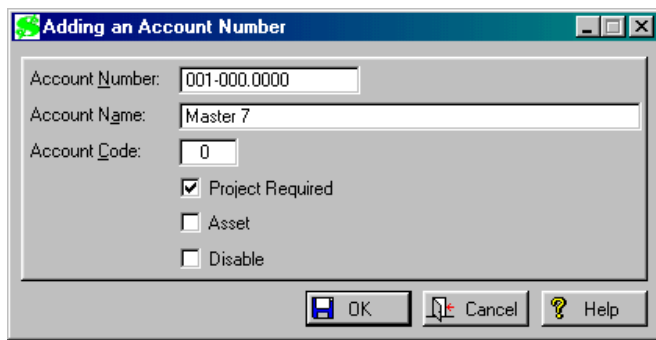 Adding an Account Number
Account Number: 001-000.0000
Account Name: Master 7
Account Code: 0
Project Required
Asset
Disable
OK Cancel Help